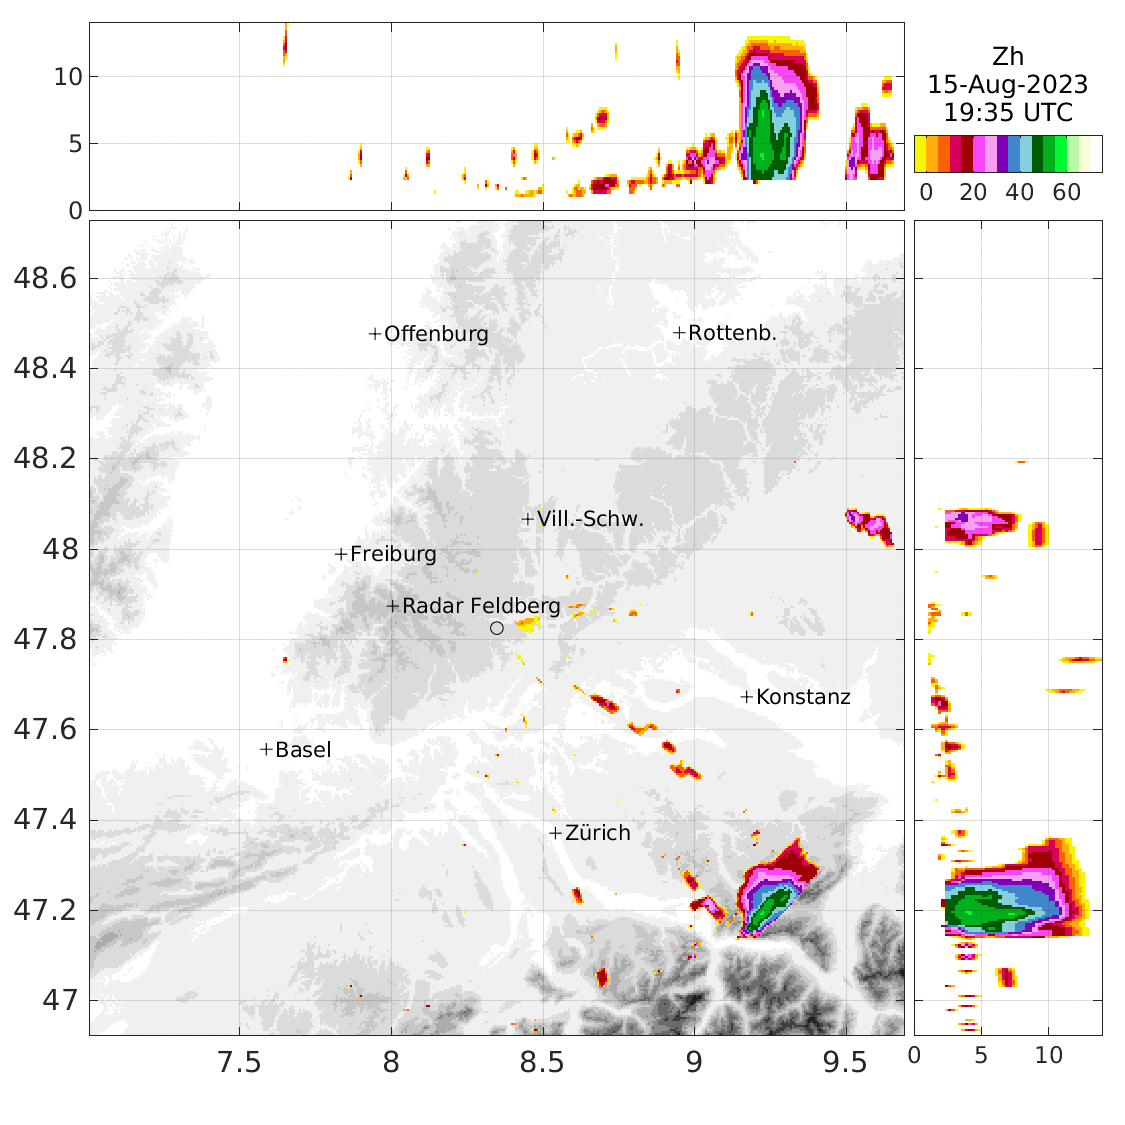 10
5
0
Zh
15-Aug-2023
19:35 UTC
0 20 40 60
48.6
48.4
48.2
48
47.8
47.6
47.4
47.2
47
+Offenburg
+Rottenb.
+Vill.-Schw.
+Freiburg
+Radar Feldberg
+Konstanz
+Basel
+Zürich
7.5 8 8.5 9 9.5
0 5 10